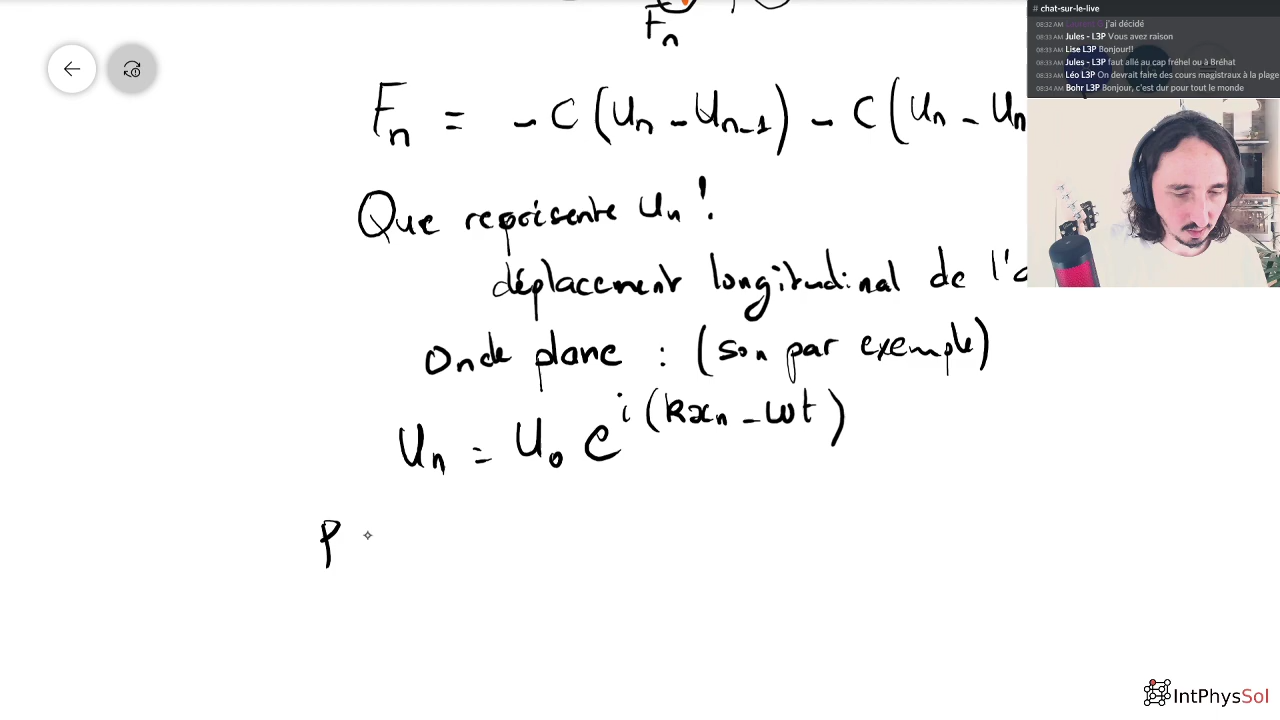 # chat-sur-le-live
08:32 AM Laurent G j'ai décidé
08:33 AM Jules - L3P Vous avez raison
08:33 AM Lise L3P Bonjour!!
08:33 AM Jules - L3P faut allé au cap fréhel ou à Bréhat
08:33 AM Léo L3P On devrait faire des cours magistraux à la plage
08:34 AM Bohr L3P Bonjour, c'est dur pour tout le monde
Fn
Fn = - C (Un - Un-1) - C (Un - Un
Que représente Un ?
déplacement longitudinal de l'a
Onde plane : (son par exemple)
Un = U0 e^i(kxn - ωt)
P
IntPhysSol